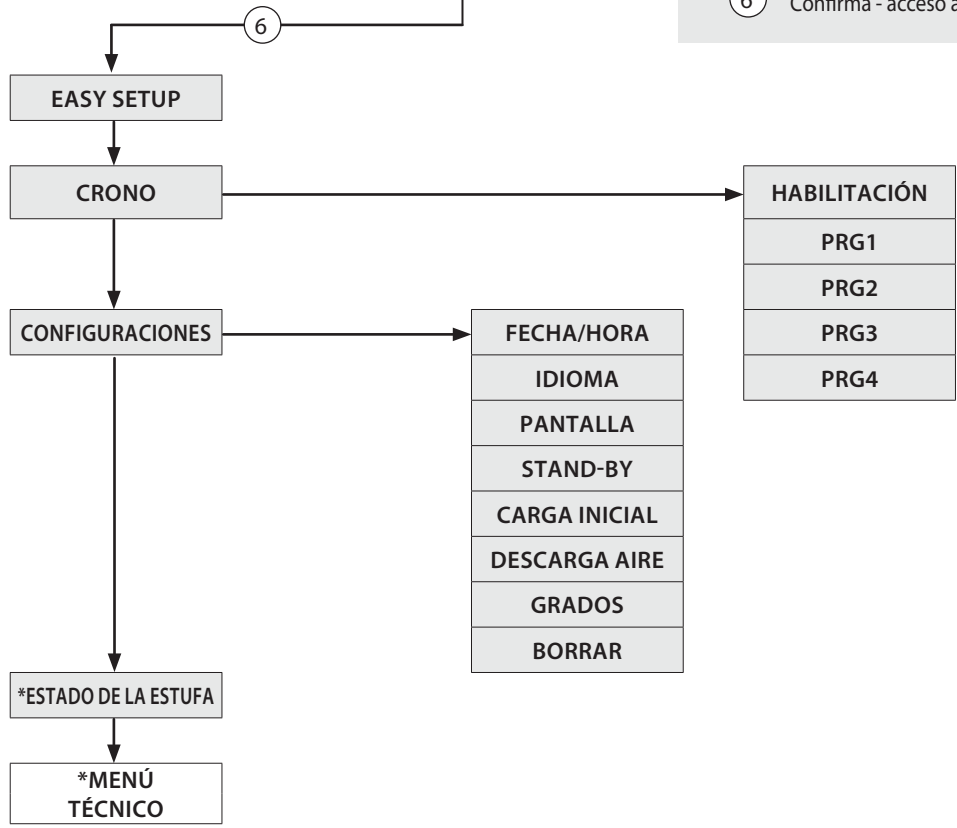 6
6 Confirma - acceso a
EASY SETUP
CRONO
HABILITACIÓN
PRG1
PRG2
PRG3
PRG4
CONFIGURACIONES
FECHA/HORA
IDIOMA
PANTALLA
STAND-BY
CARGA INICIAL
DESCARGA AIRE
GRADOS
BORRAR
*ESTADO DE LA ESTUFA
*MENÚ
TÉCNICO